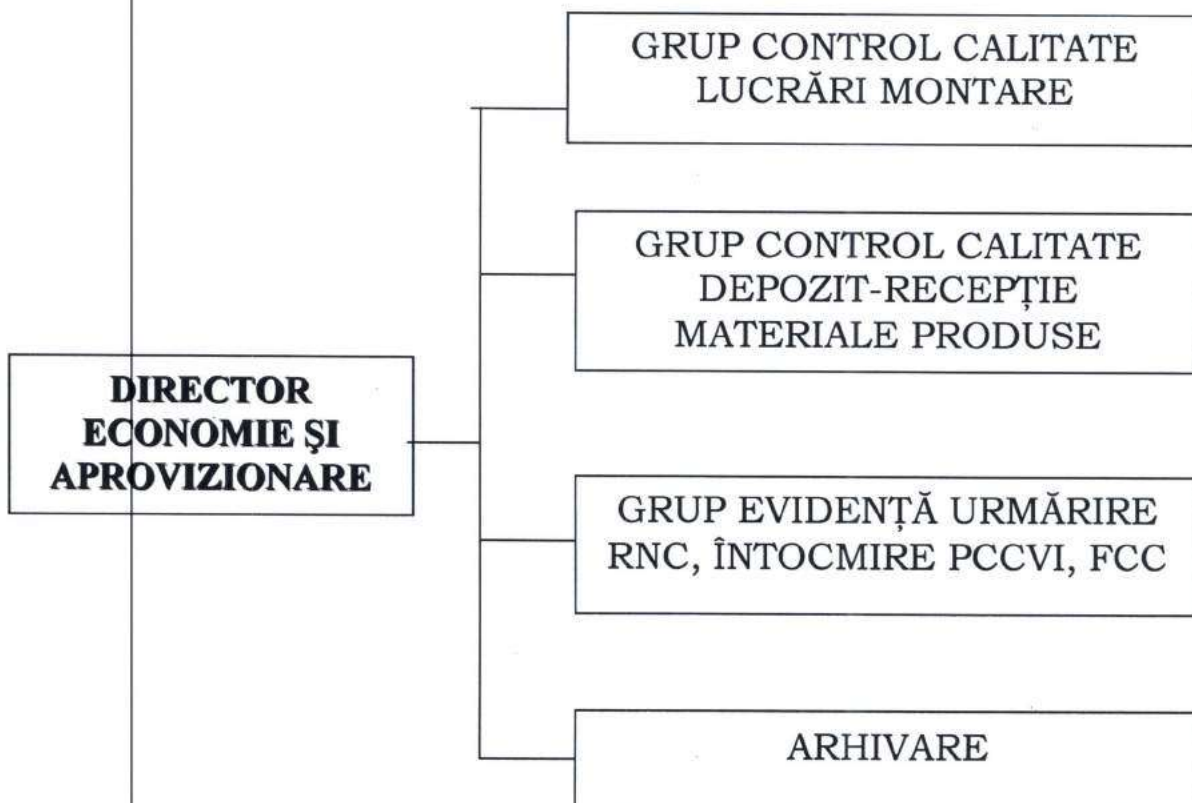 GRUP CONTROL CALITATE
LUCRĂRI MONTARE
GRUP CONTROL CALITATE
DEPOZIT-RECEPȚIE
MATERIALE PRODUSE
DIRECTOR
ECONOMIE ŞI
APROVIZIONARE
GRUP EVIDENȚĂ URMĂRIRE
RNC, ÎNTOCMIRE PCCVI, FCC
ARHIVARE